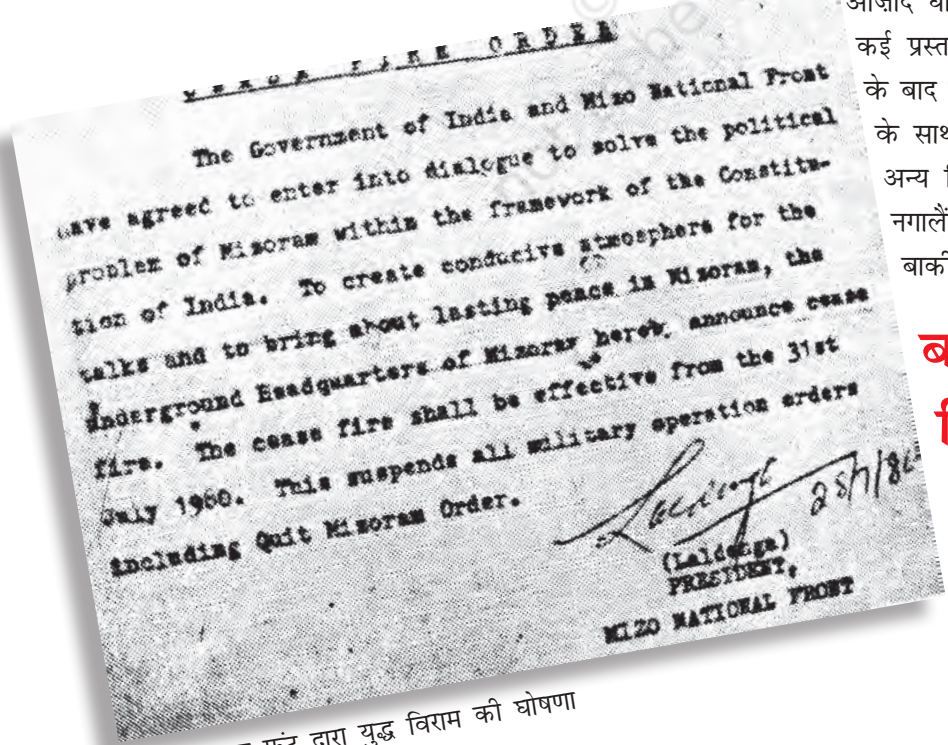 CEASE FIRE ORDER
The Government of India and Mizo National Front
have agreed to enter into dialogue to solve the political
problem of Mizoram within the framework of the Constitu-
tion of India. To create conducive atmosphere for the
talks and to bring about lasting peace in Mizoram, the
Underground Headquarters of Mizoram hereby announce cease
fire. The cease fire shall be effective from the 31st
July 1980. This suspends all military operation orders
including Quit Mizoram Order.
Laldenga
(Laldenga)
PRESIDENT,
MIZO NATIONAL FRONT
द्वारा युद्ध विराम की घोषणा
कई
के बाद
के साथ
अन्य